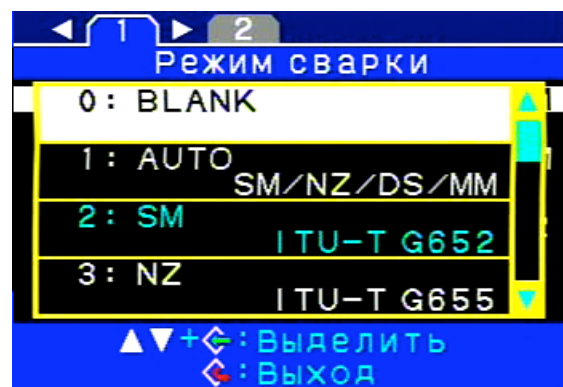 1 2
Режим сварки
0: BLANK
1: AUTO
SM/NZ/DS/MM
2: SM
ITU-T G652
3: NZ
ITU-T G655
▲▼+ : Выделить
: Выход